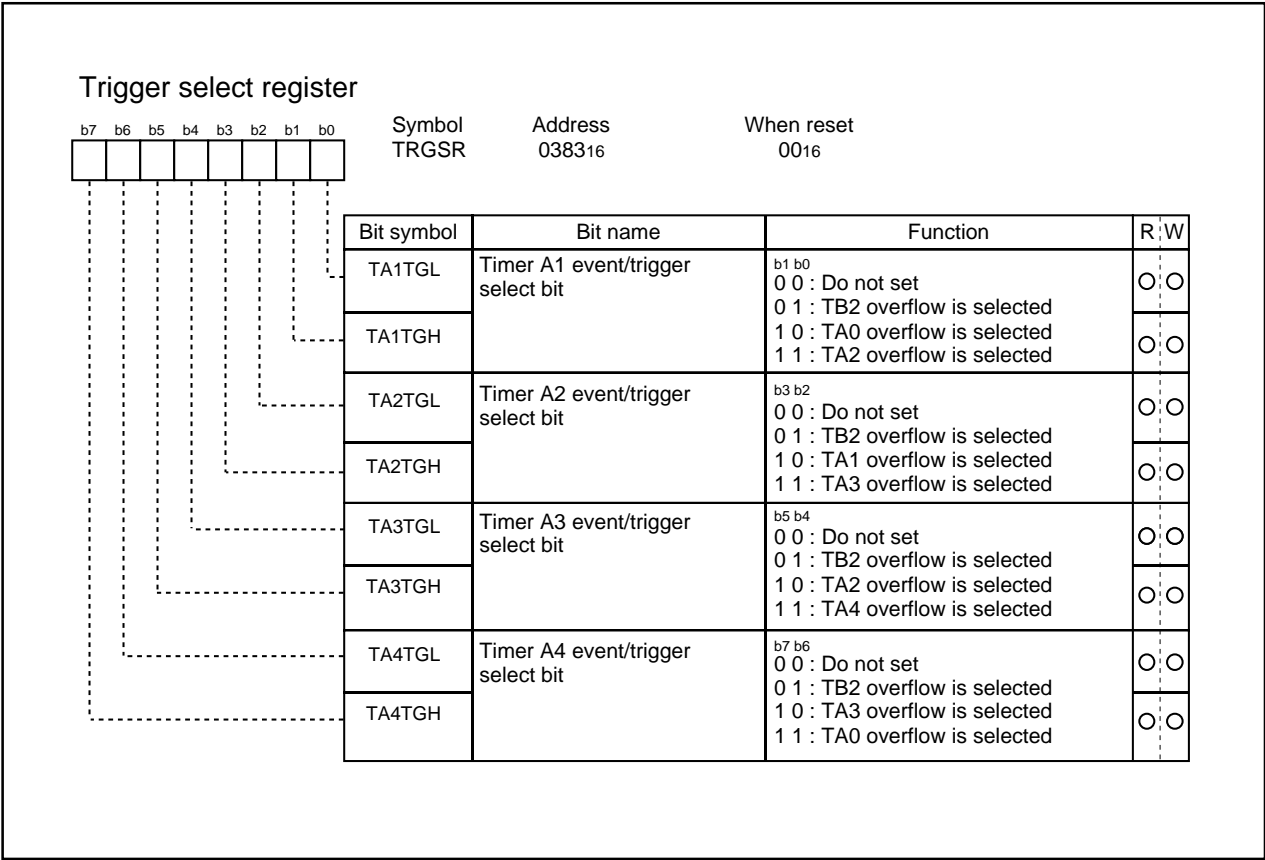 Trigger select register
b7 b6 b5 b4 b3 b2 b1 b0
Symbol Address When reset
TRGSR 038316 0016
Bit symbol Bit name Function R W
TA1TGL Timer A1 event/trigger select bit
b1 b0
0 0 : Do not set
0 1 : TB2 overflow is selected
1 0 : TA0 overflow is selected
1 1 : TA2 overflow is selected
TA1TGH
TA2TGL Timer A2 event/trigger select bit
b3 b2
0 0 : Do not set
0 1 : TB2 overflow is selected
1 0 : TA1 overflow is selected
1 1 : TA3 overflow is selected
TA2TGH
TA3TGL Timer A3 event/trigger select bit
b5 b4
0 0 : Do not set
0 1 : TB2 overflow is selected
1 0 : TA2 overflow is selected
1 1 : TA4 overflow is selected
TA3TGH
TA4TGL Timer A4 event/trigger select bit
b7 b6
0 0 : Do not set
0 1 : TB2 overflow is selected
1 0 : TA3 overflow is selected
1 1 : TA0 overflow is selected
TA4TGH